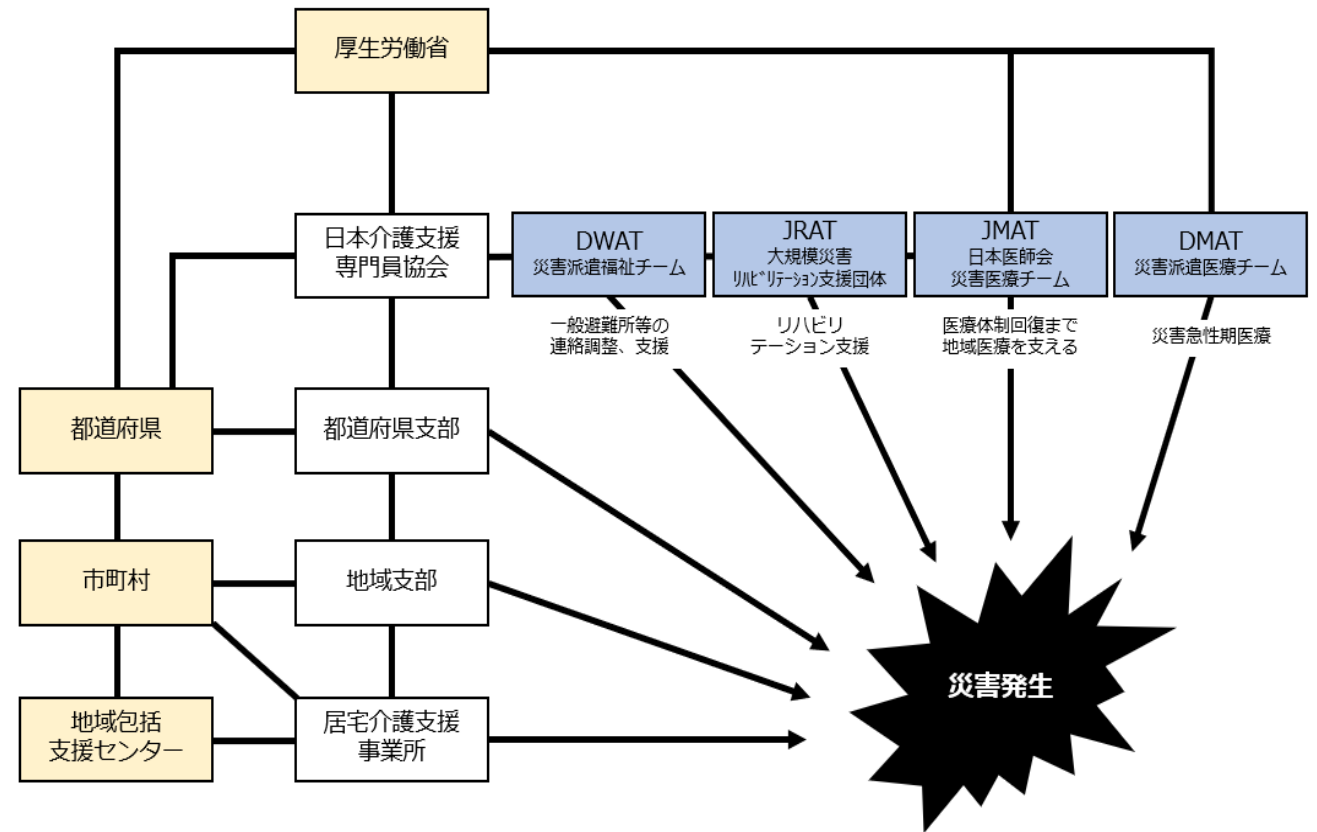 厚生労働省
日本介護支援
専門員協会
DWAT
災害派遣福祉チーム
JRAT
大規模災害
ﾘﾊﾋﾞﾘﾃｰｼｮﾝ支援団体
JMAT
日本医師会
災害医療チーム
DMAT
災害派遣医療チーム
一般避難所等の
連絡調整、支援
リハビリ
テーション支援
医療体制回復まで
地域医療を支える
災害急性期医療
都道府県
都道府県支部
市町村
地域支部
地域包括
支援センター
居宅介護支援
事業所
災害発生